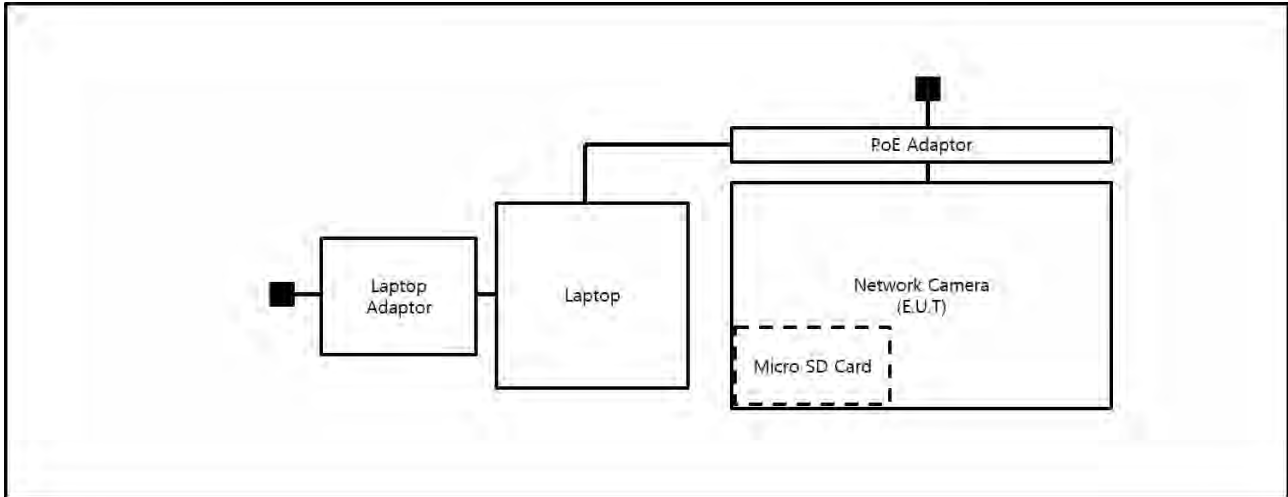 PoE Adaptor
Laptop
Adaptor
Laptop
Network Camera
(E.U.T)
Micro SD Card